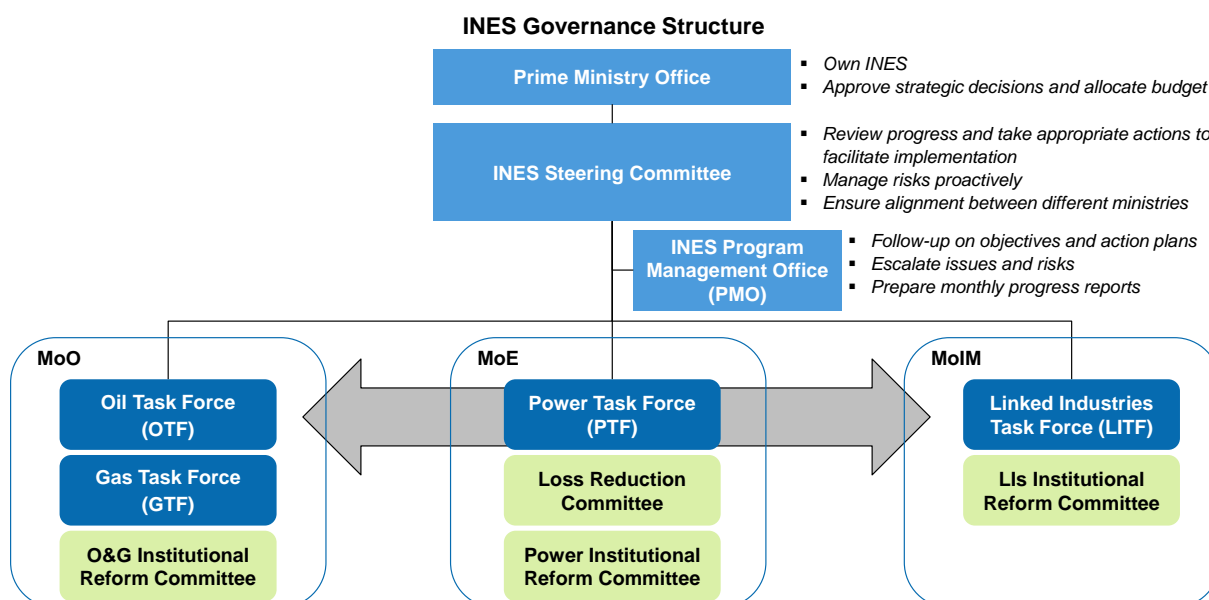 INES Governance Structure
Prime Ministry Office
▪ Own INES
▪ Approve strategic decisions and allocate budget
INES Steering Committee
▪ Review progress and take appropriate actions to
facilitate implementation
▪ Manage risks proactively
▪ Ensure alignment between different ministries
INES Program
Management Office
(PMO)
▪ Follow-up on objectives and action plans
▪ Escalate issues and risks
▪ Prepare monthly progress reports
MoO
Oil Task Force
(OTF)
Gas Task Force
(GTF)
O&G Institutional
Reform Committee
MoE
Power Task Force
(PTF)
Loss Reduction
Committee
Power Institutional
Reform Committee
MoIM
Linked Industries
Task Force (LITF)
LIs Institutional
Reform Committee